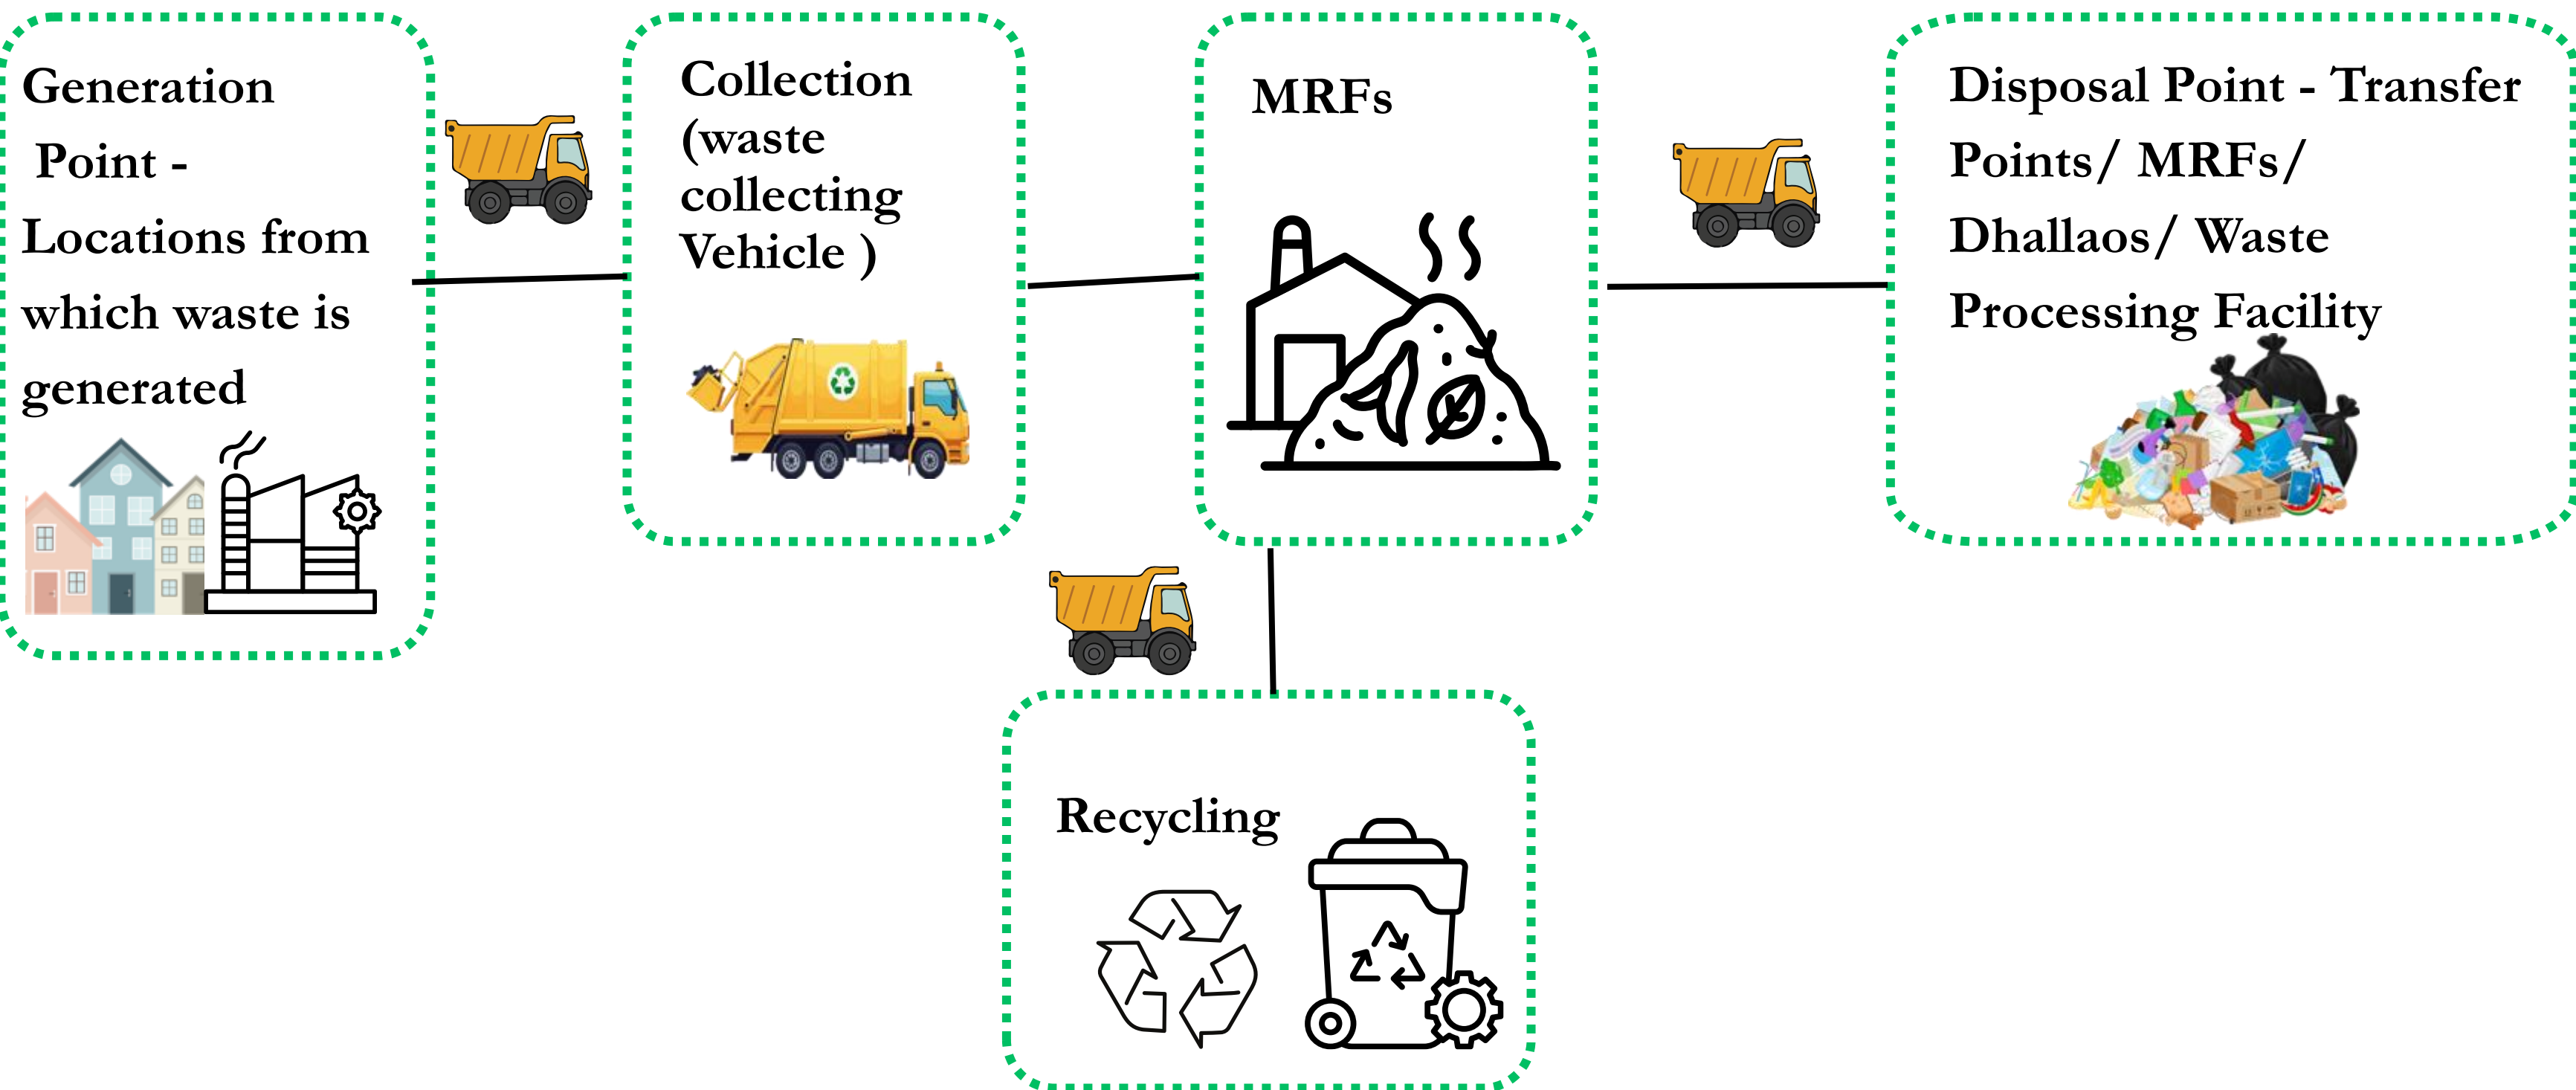 Generation
Point -
Locations from
which waste is
generated
Collection
(waste
collecting
Vehicle )
MRFs
Disposal Point - Transfer
Points/ MRFs/
Dhallaos/ Waste
Processing Facility
Recycling